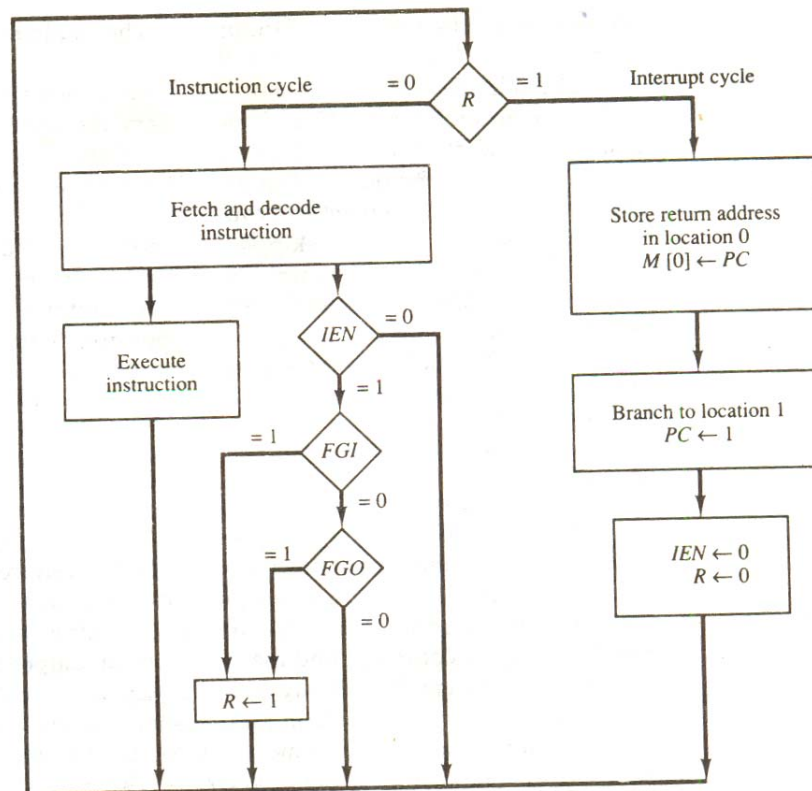 Instruction cycle
= 0
R
= 1
Interrupt cycle
Fetch and decode
instruction
Store return address
in location 0
M [0] ← PC
Execute
instruction
IEN
= 0
= 1
Branch to location 1
PC ← 1
= 1
FGI
= 0
= 1
FGO
= 0
IEN ← 0
R ← 0
R ← 1